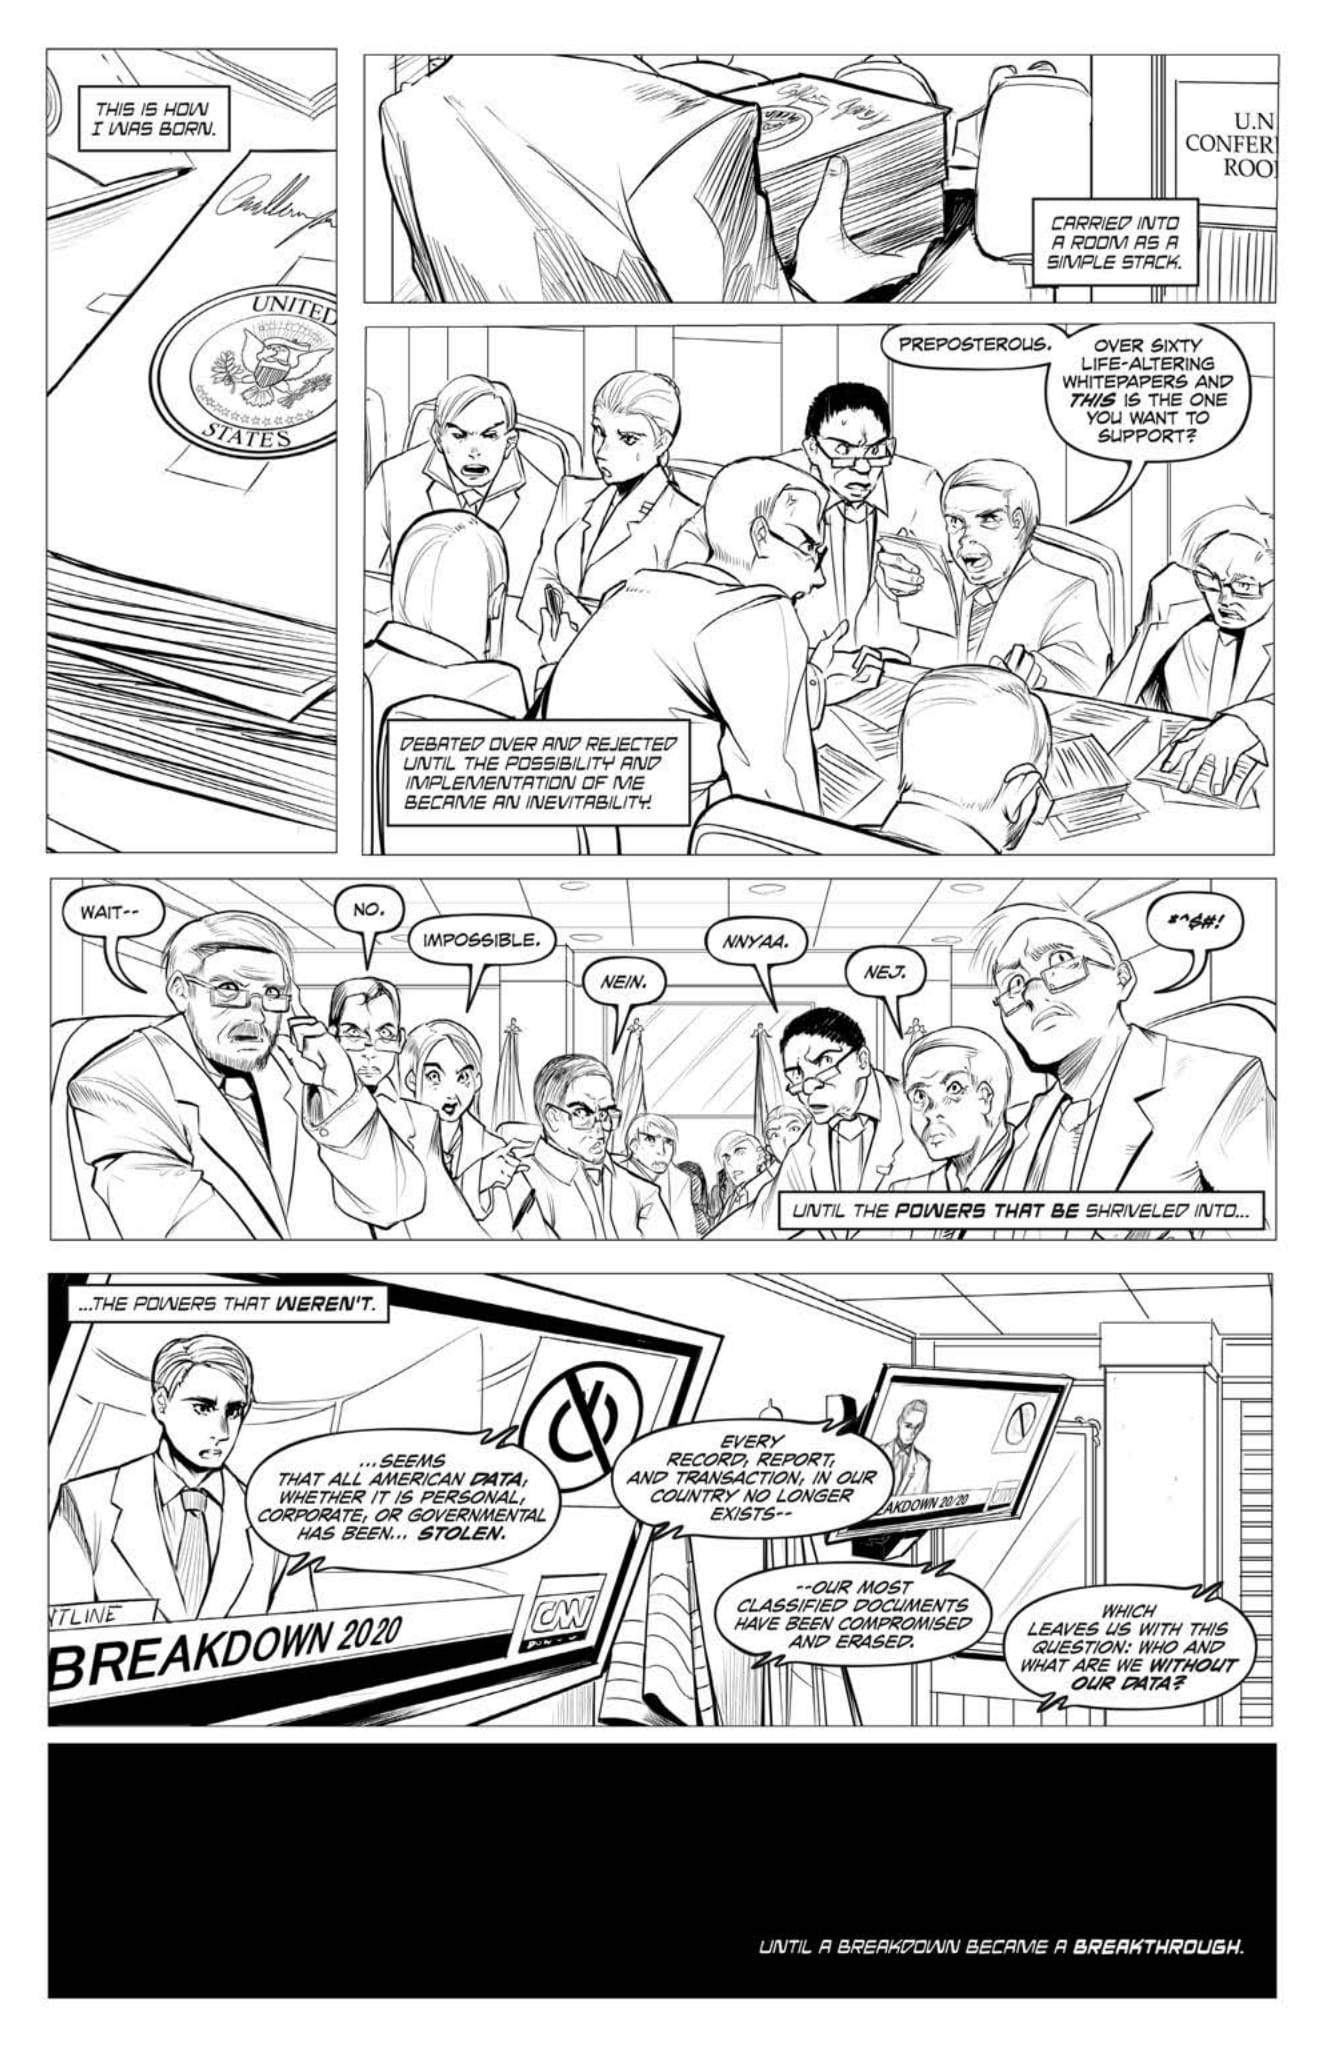 THIS IS HOW
I WAS BORN.
UNITED
STATES
U.N
CONFER
ROO
CARRIED INTO
A ROOM AS A
SIMPLE STACK.
PREPOSTEROUS.
OVER SIXTY
LIFE-ALTERING
WHITEPAPERS AND
THIS IS THE ONE
YOU WANT TO
SUPPORT?
DEBATED OVER AND REJECTED
UNTIL THE POSSIBILITY AND
IMPLEMENTATION OF ME
BECAME AN INEVITABILITY.
WAIT--
NO.
IMPOSSIBLE.
NEIN.
NNYAA.
NEJ.
*^$#!
UNTIL THE POWERS THAT BE SHRIVELED INTO...
...THE POWERS THAT WEREN'T.
...SEEMS
THAT ALL AMERICAN DATA,
WHETHER IT IS PERSONAL,
CORPORATE, OR GOVERNMENTAL
HAS BEEN... STOLEN.
EVERY
RECORD, REPORT,
AND TRANSACTION, IN OUR
COUNTRY NO LONGER
EXISTS--
EAKDOWN 20/20
--OUR MOST
CLASSIFIED DOCUMENTS
HAVE BEEN COMPROMISED
AND ERASED.
WHICH
LEAVES US WITH THIS
QUESTION: WHO AND
WHAT ARE WE WITHOUT
OUR DATA?
NTLINE
BREAKDOWN 2020
CNN
UNTIL A BREAKDOWN BECAME A BREAKTHROUGH.